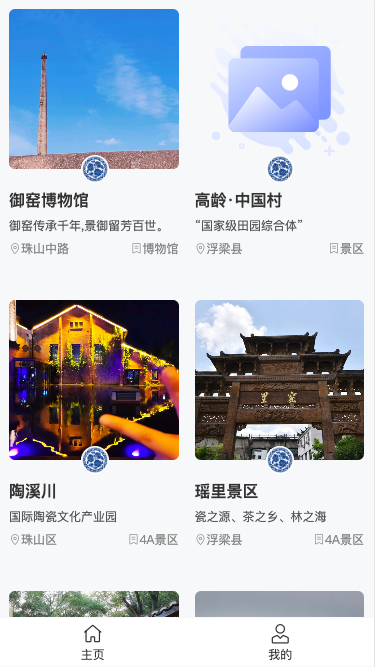 御窑博物馆
御窑传承千年,景御留芳百世。
珠山中路
博物馆
高龄·中国村
“国家级田园综合体”
浮梁县
景区
里窯
陶溪川
国际陶瓷文化产业园
珠山区
4A景区
瑶里景区
瓷之源、茶之乡、林之海
浮梁县
4A景区
主页
我的